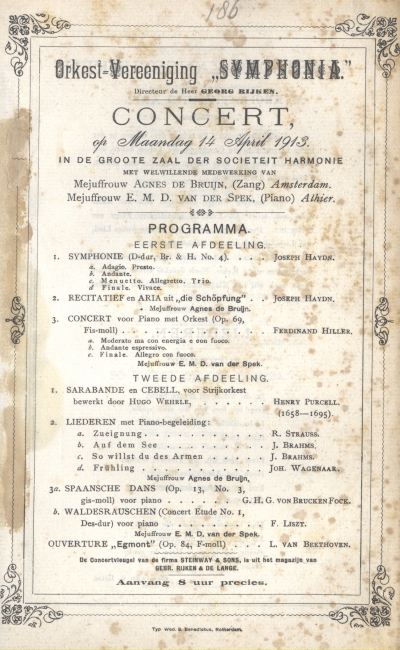 186
Orkest-Vereeniging „SYMPHONIA."
Directeur de Heer GEORG RIJKEN.
CONCERT,
op Maandag 14 April 1913.
IN DE GROOTE ZAAL DER SOCIETEIT HARMONIE
MET WELWILLENDE MEDEWERKING VAN
Mejuffrouw AGNES DE BRUIJN, (Zang) Amsterdam.
Mejuffrouw E. M. D. VAN DER SPEK, (Piano) Alhier.
PROGRAMMA.
EERSTE AFDEELING.
1. SYMPHONIE (D-dur, Br. & H. No. 4). . . . JOSEPH HAYDN.
a. Adagio. Presto.
b. Andante.
c. Menuetto. Allegretto. Trio.
d Finale. Vivace.
2. RECITATIEF en ARIA uit „die Schöpfung" . . JOSEPH HAYDN.
Mejuffrouw Agnes de Bruijn.
3. CONCERT voor Piano met Orkest (Op. 69,
Fis-moll) . . . . . . . . FERDINAND HILLER.
a. Moderato ma con energia e con fuoco.
b. Andante espressivo.
c. Finale. Allegro con fuoco.
Mejuffrouw E. M. D. van der Spek.
TWEEDE AFDEELING.
1. SARABANDE en CEBELL, voor Strijkorkest
bewerkt door HUGO WEHRLE, . . . . . HENRY PURCELL.
(1658—1695).
2. LIEDEREN met Piano-begeleiding:
a. Zueignung . . . . . . . . R. STRAUSS.
b. Auf dem See . . . . . . . J. BRAHMS.
c. So willst du des Armen . . . . J. BRAHMS.
d. Frühling . . . . . . . . JOH. WAGENAAR.
Mejuffrouw Agnes de Bruijn,
3a. SPAANSCHE DANS (Op. 13, No. 3,
gis-moll) voor piano . . . . . G. H. G. VON BRUCKEN FOCK.
b. WALDESRAUSCHEN (Concert Etude No. 1,
Des-dur) voor piano . . . . . . F. LISZT.
Mejuffrouw E. M. D. van der Spek.
OUVERTURE „Egmont" (Op. 84, F-moll) . . . L. VAN BEETHOVEN.
De Concertvleugel van de firma STEINWAY & SONS, is uit het magazijn van
GEBR. RIJKEN & DE LANGE.
Aanvang 8 uur precies.
Typ Wed. S. Benedictus, Rotterdam.